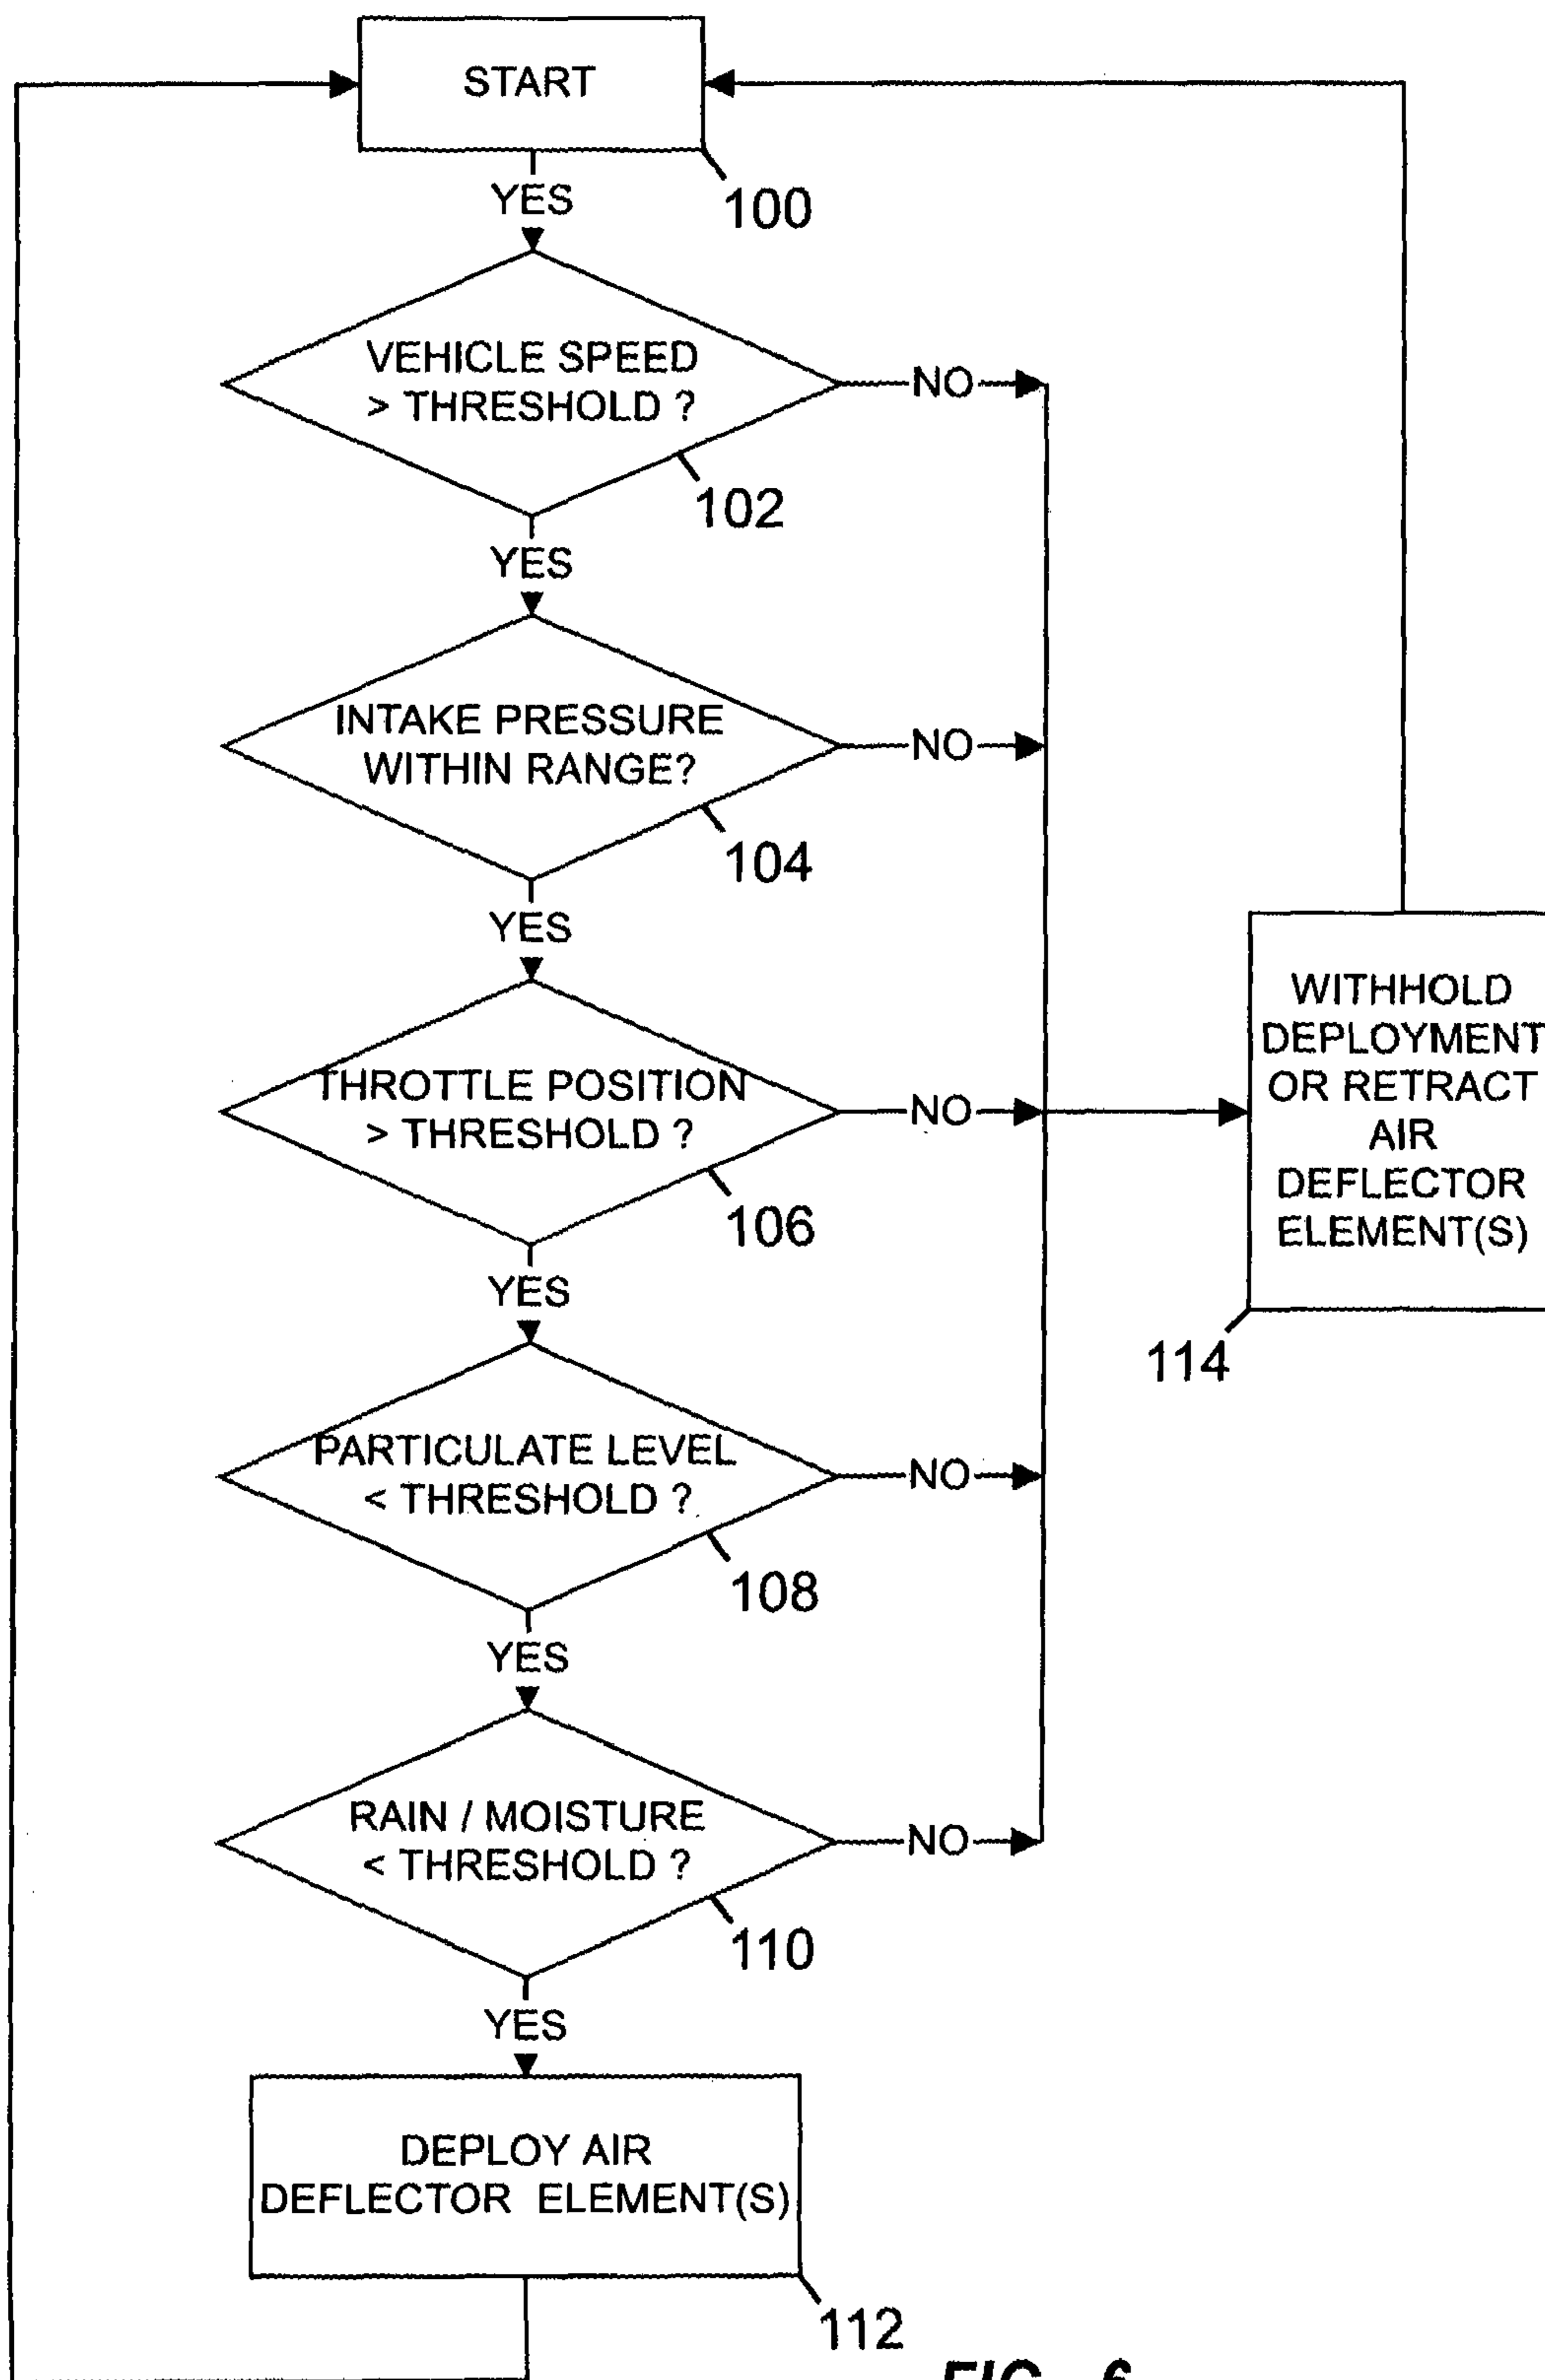 START
100
YES
VEHICLE SPEED
> THRESHOLD ?
NO
102
YES
INTAKE PRESSURE
WITHIN RANGE?
NO
104
YES
THROTTLE POSITION
> THRESHOLD ?
NO
106
WITHHOLD
DEPLOYMENT
OR RETRACT
AIR
DEFLECTOR
ELEMENT(S)
114
YES
PARTICULATE LEVEL
< THRESHOLD ?
NO
108
YES
RAIN / MOISTURE
< THRESHOLD ?
NO
110
YES
DEPLOY AIR
DEFLECTOR ELEMENT(S)
112
FIG. 6